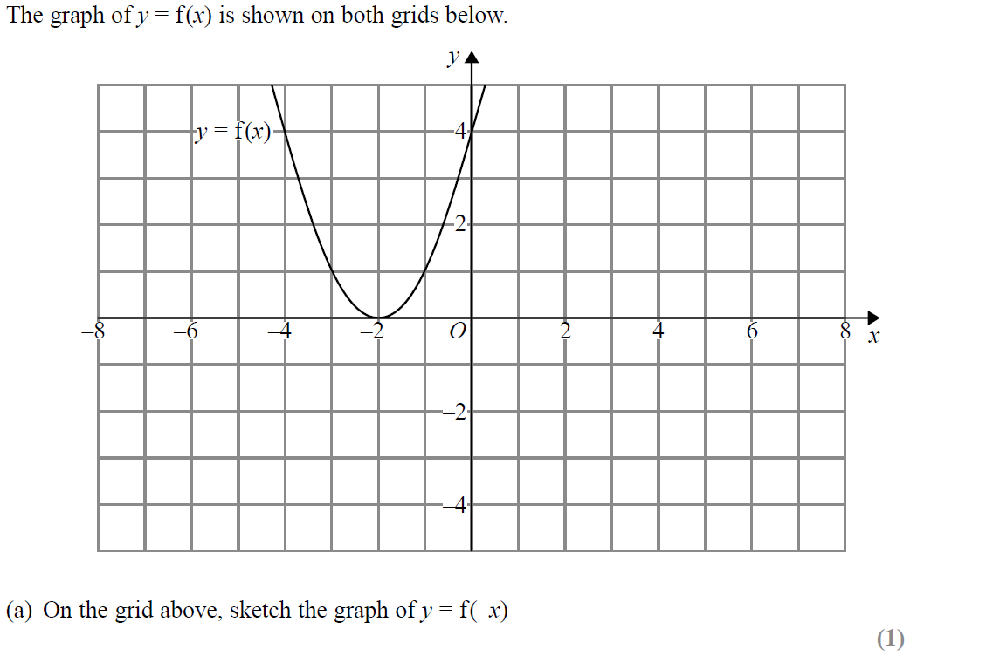 The graph of y = f(x) is shown on both grids below.
y
y = f(x)
4
2
–8 –6 –4 –2 O 2 4 6 8 x
–2
–4
(a) On the grid above, sketch the graph of y = f(–x)
(1)